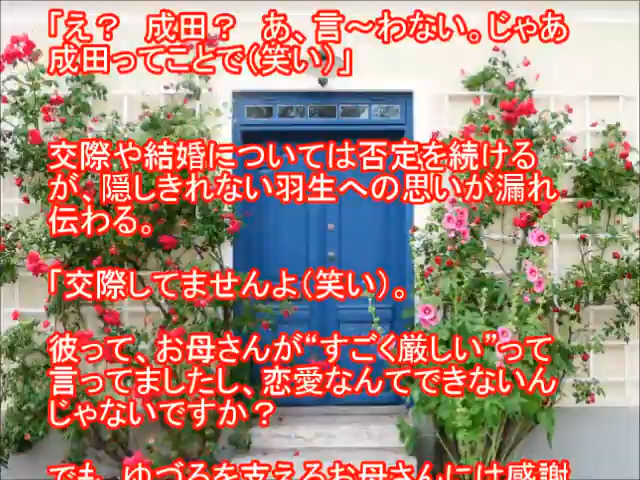 「え？　成田？　あ、言～わない。じゃあ
成田ってことで（笑い）」
交際や結婚については否定を続ける
が、隠しきれない羽生への思いが漏れ
伝わる。
「交際してませんよ（笑い）。
彼って、お母さんが“すごく厳しい”って
言ってましたし、恋愛なんてできないん
じゃないですか？
でも、ゆづるを支えるお母さんには感謝